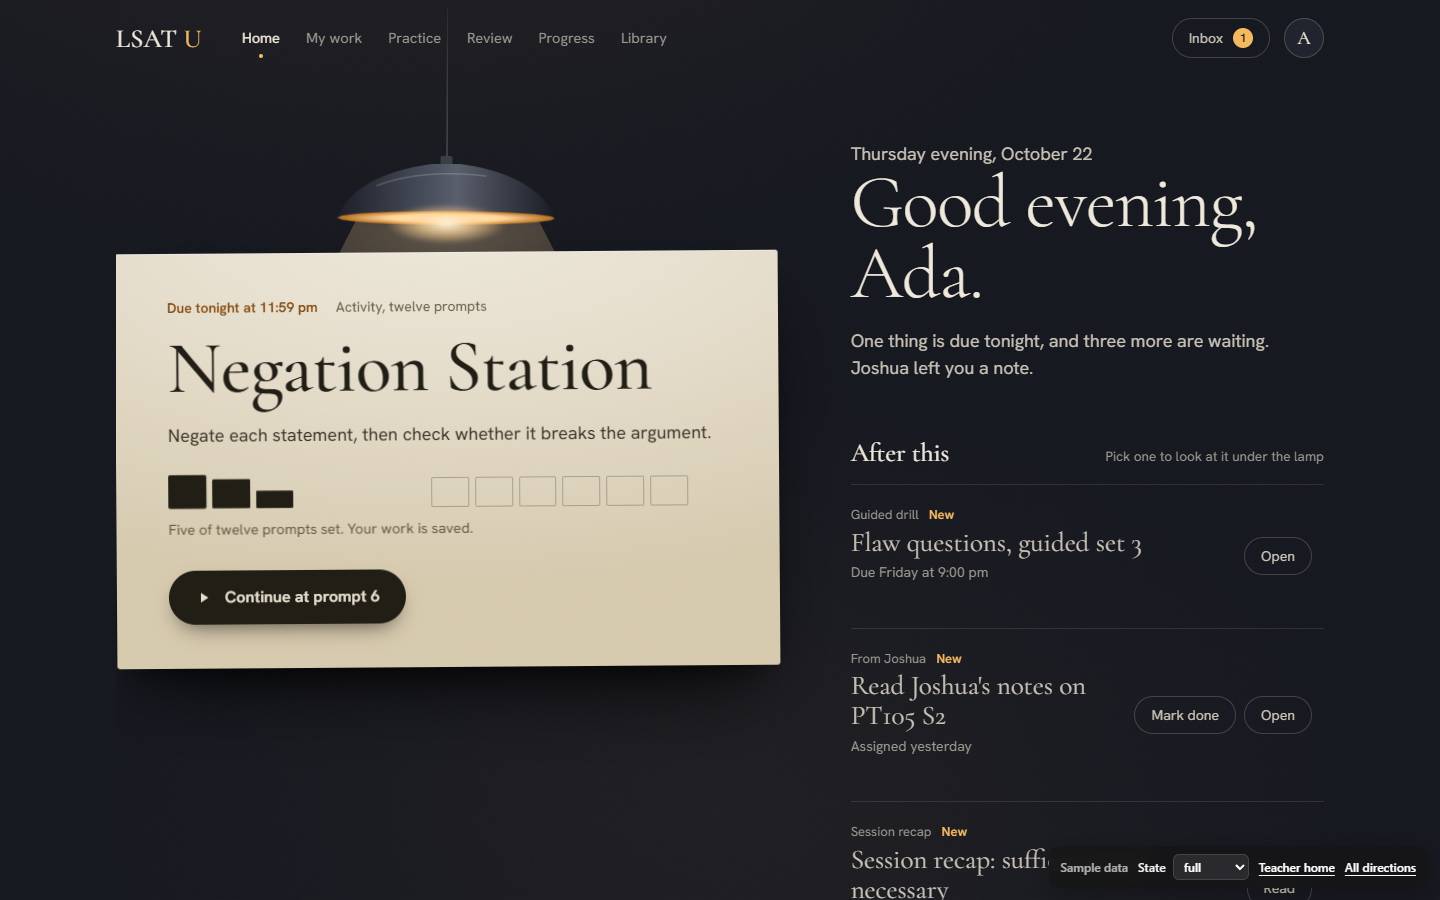 LSAT U
Home
My work
Practice
Review
Progress
Library
Inbox 1
A
Due tonight at 11:59 pm
Activity, twelve prompts
Negation Station
Negate each statement, then check whether it breaks the argument.
Five of twelve prompts set. Your work is saved.
Continue at prompt 6
Thursday evening, October 22
Good evening,
Ada.
One thing is due tonight, and three more are waiting.
Joshua left you a note.
After this
Pick one to look at it under the lamp
Guided drill New
Flaw questions, guided set 3
Due Friday at 9:00 pm
Open
From Joshua New
Read Joshua's notes on
PT105 S2
Assigned yesterday
Mark done
Open
Session recap New
Session recap:
necessary
Read
Sample data State full Teacher home All directions